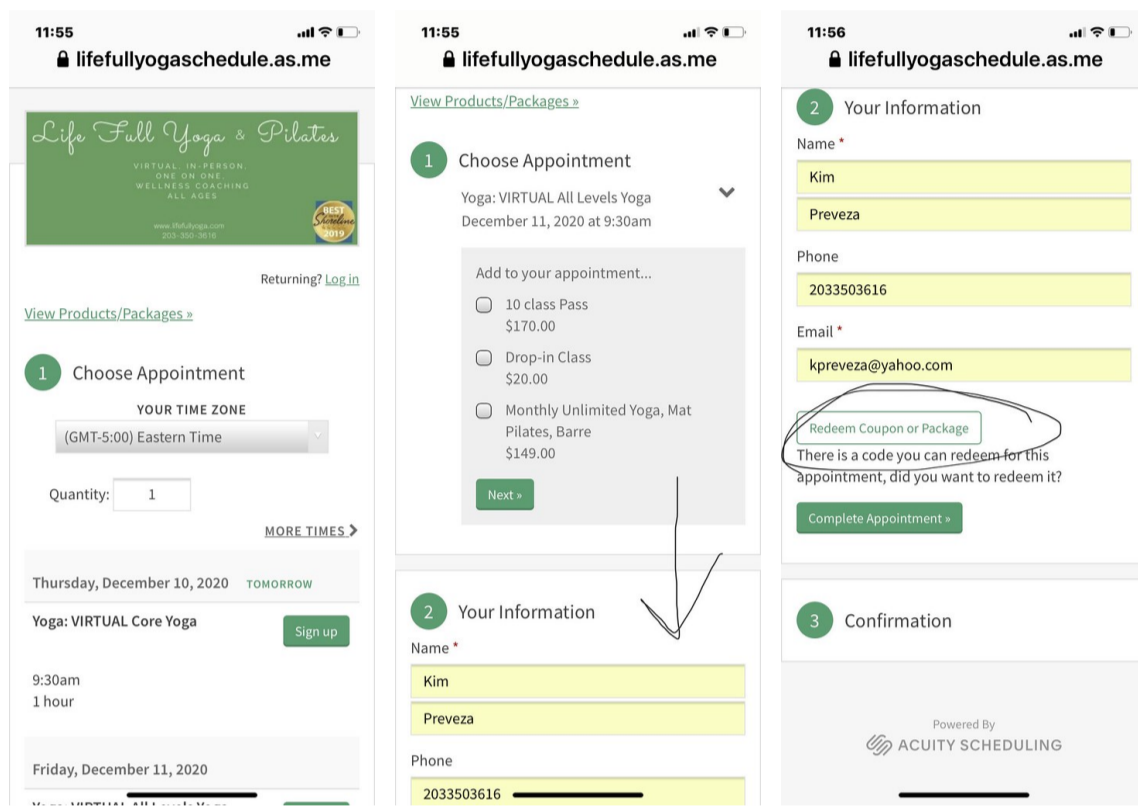 11:55
lifefullyogaschedule.as.me
Life Full Yoga & Pilates
VIRTUAL. IN-PERSON.
ONE ON ONE.
WELLNESS COACHING
ALL AGES
www.lifefullyoga.com
203-350-3616
BEST
Shoreline
2019
Returning? Log in
View Products/Packages »
1 Choose Appointment
YOUR TIME ZONE
(GMT-5:00) Eastern Time
Quantity: 1
MORE TIMES
Thursday, December 10, 2020 TOMORROW
Yoga: VIRTUAL Core Yoga
Sign up
9:30am
1 hour
Friday, December 11, 2020
11:55
lifefullyogaschedule.as.me
View Products/Packages »
1 Choose Appointment
Yoga: VIRTUAL All Levels Yoga
December 11, 2020 at 9:30am
Add to your appointment...
10 class Pass
$170.00
Drop-in Class
$20.00
Monthly Unlimited Yoga, Mat
Pilates, Barre
$149.00
Next »
2 Your Information
Name *
Kim
Preveza
Phone
2033503616
11:56
lifefullyogaschedule.as.me
2 Your Information
Name *
Kim
Preveza
Phone
2033503616
Email *
kpreveza@yahoo.com
Redeem Coupon or Package
There is a code you can redeem for this
appointment, did you want to redeem it?
Complete Appointment »
3 Confirmation
Powered By
ACUITY SCHEDULING